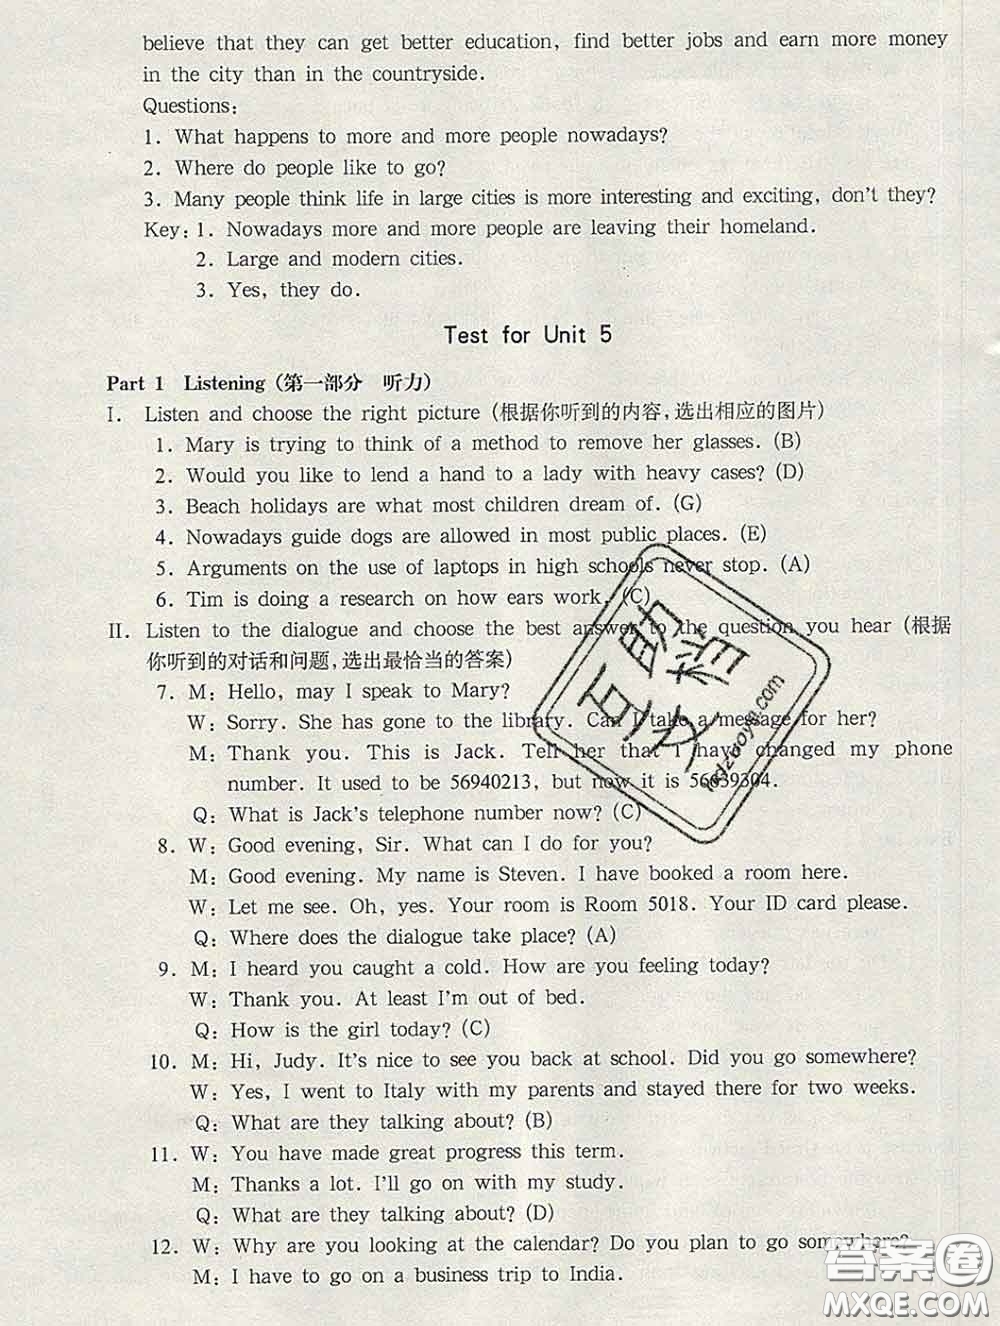 believe that they can get better education, find better jobs and earn more money
in the city than in the countryside.
Questions:
1. What happens to more and more people nowadays?
2. Where do people like to go?
3. Many people think life in large cities is more interesting and exciting, don't they?
Key: 1. Nowadays more and more people are leaving their homeland.
2. Large and modern cities.
3. Yes, they do.
Test for Unit 5
Part 1 Listening (第一部分 听力)
I. Listen and choose the right picture (根据你听到的内容,选出相应的图片)
1. Mary is trying to think of a method to remove her glasses. (B)
2. Would you like to lend a hand to a lady with heavy cases? (D)
3. Beach holidays are what most children dream of. (G)
4. Nowadays guide dogs are allowed in most public places. (E)
5. Arguments on the use of laptops in high schools never stop. (A)
6. Tim is doing a research on how ears work. (C)
II. Listen to the dialogue and choose the best answer to the question you hear (根据
你听到的对话和问题,选出最恰当的答案)
7. M: Hello, may I speak to Mary?
W: Sorry. She has gone to the library. Can I take a message for her?
M: Thank you. This is Jack. Tell her that I have changed my phone
number. It used to be 56940213, but now it is 56639304.
Q: What is Jack's telephone number now? (C)
8. W: Good evening, Sir. What can I do for you?
M: Good evening. My name is Steven. I have booked a room here.
W: Let me see. Oh, yes. Your room is Room 5018. Your ID card please.
Q: Where does the dialogue take place? (A)
9. M: I heard you caught a cold. How are you feeling today?
W: Thank you. At least I'm out of bed.
Q: How is the girl today? (C)
10. M: Hi, Judy. It's nice to see you back at school. Did you go somewhere?
W: Yes, I went to Italy with my parents and stayed there for two weeks.
Q: What are they talking about? (B)
11. W: You have made great progress this term.
M: Thanks a lot. I'll go on with my study.
Q: What are they talking about? (D)
12. W: Why are you looking at the calendar? Do you plan to go somewhere?
M: I have to go on a business trip to India.
答案圈
MXQE.COM